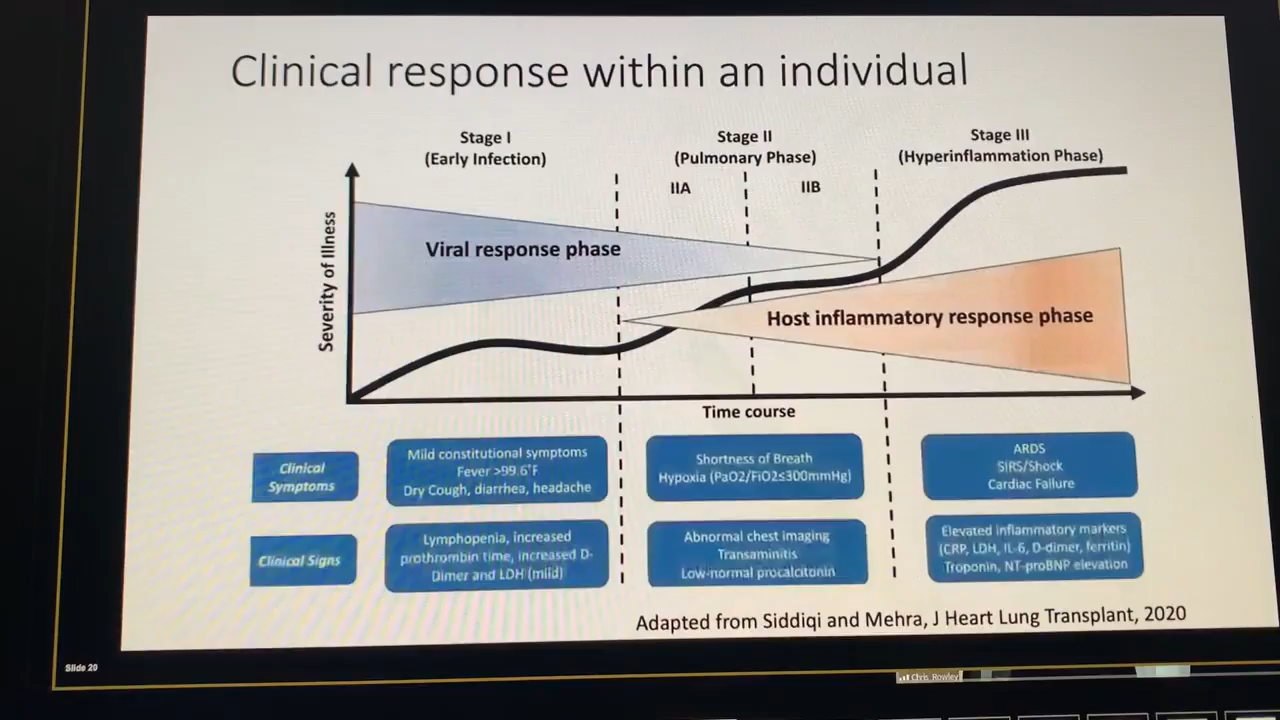 Clinical response within an individual
Stage I
(Early Infection)
Stage II
(Pulmonary Phase)
Stage III
(Hyperinflammation Phase)
IIA
IIB
Severity of Illness
Viral response phase
Host inflammatory response phase
Time course
Clinical
Symptoms
Mild constitutional symptoms
Fever >99.6°F
Dry Cough, diarrhea, headache
Shortness of Breath
Hypoxia (PaO2/FiO2≤300mmHg)
ARDS
SIRS/Shock
Cardiac Failure
Clinical Signs
Lymphopenia, increased
prothrombin time, increased D-
Dimer and LDH (mild)
Abnormal chest imaging
Transaminitis
Low-normal procalcitonin
Elevated inflammatory markers
(CRP, LDH, IL-6, D-dimer, ferritin)
Troponin, NT-proBNP elevation
Adapted from Siddiqi and Mehra, J Heart Lung Transplant, 2020
Slide 20
Chris Rowley